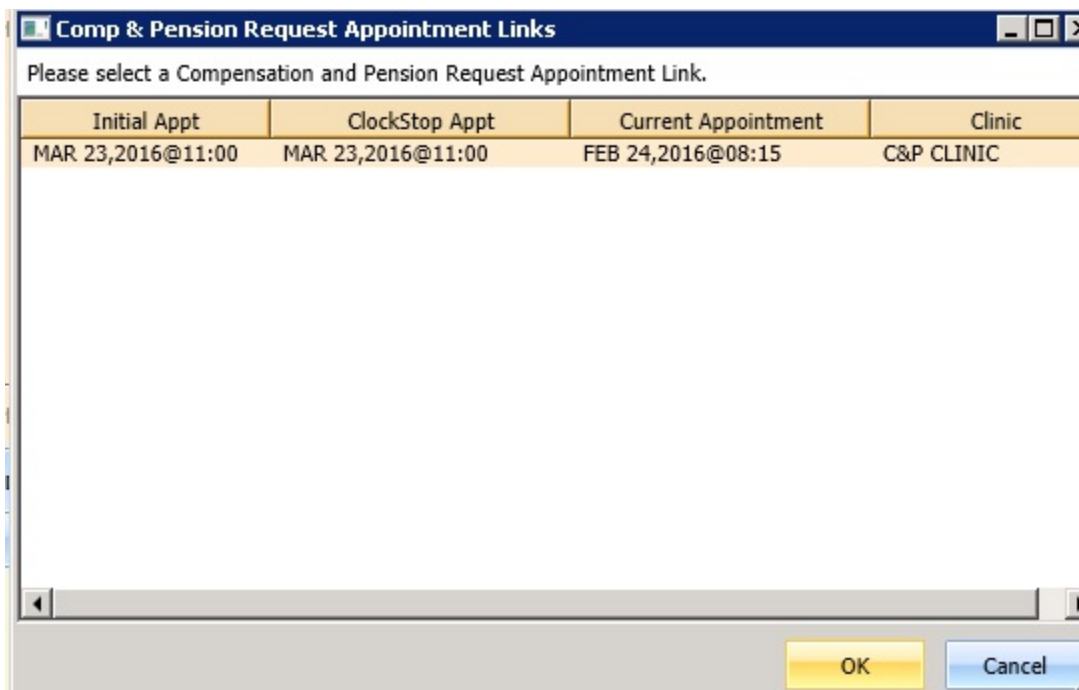 Comp & Pension Request Appointment Links
Please select a Compensation and Pension Request Appointment Link.
Initial Appt ClockStop Appt Current Appointment Clinic
MAR 23,2016@11:00 MAR 23,2016@11:00 FEB 24,2016@08:15 C&P CLINIC
OK Cancel